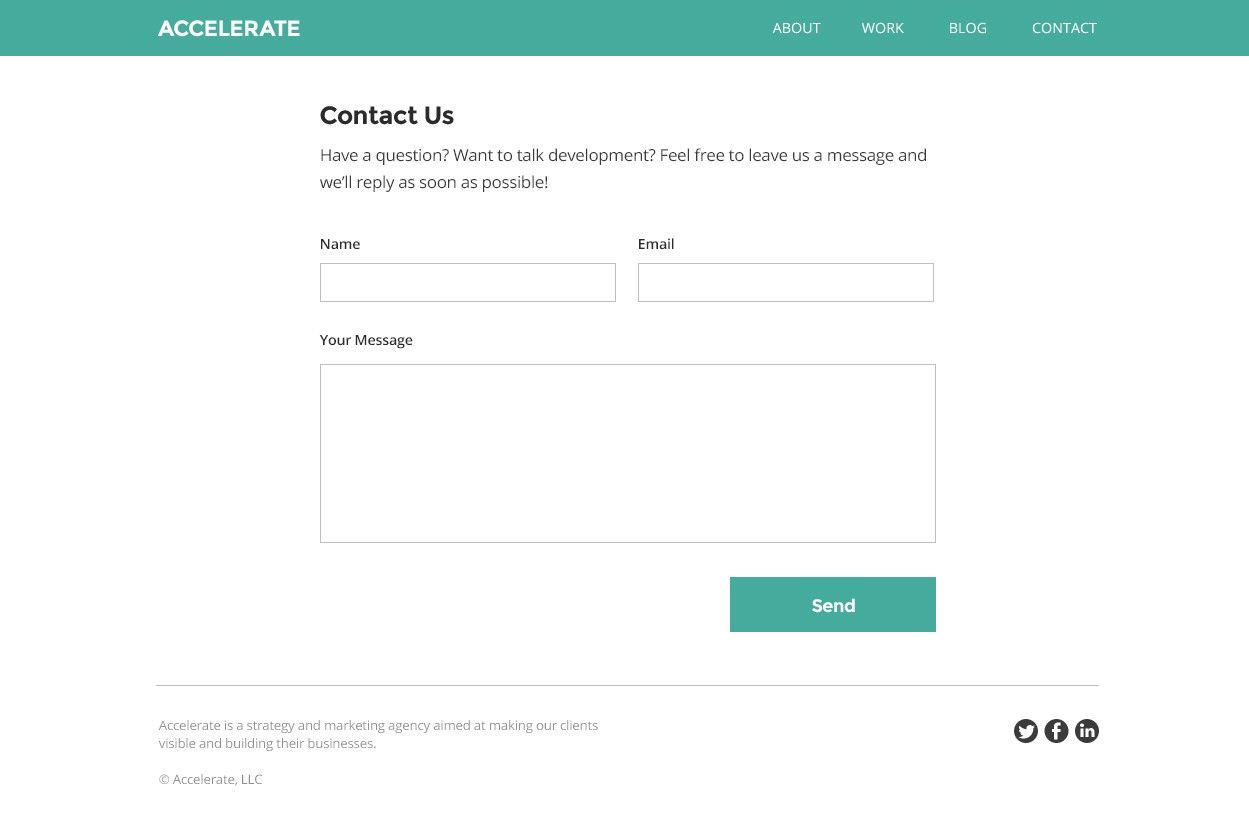 ACCELERATE
ABOUT WORK BLOG CONTACT
Contact Us
Have a question? Want to talk development? Feel free to leave us a message and
we’ll reply as soon as possible!
Name Email
Your Message
Send
Accelerate is a strategy and marketing agency aimed at making our clients
visible and building their businesses.
© Accelerate, LLC